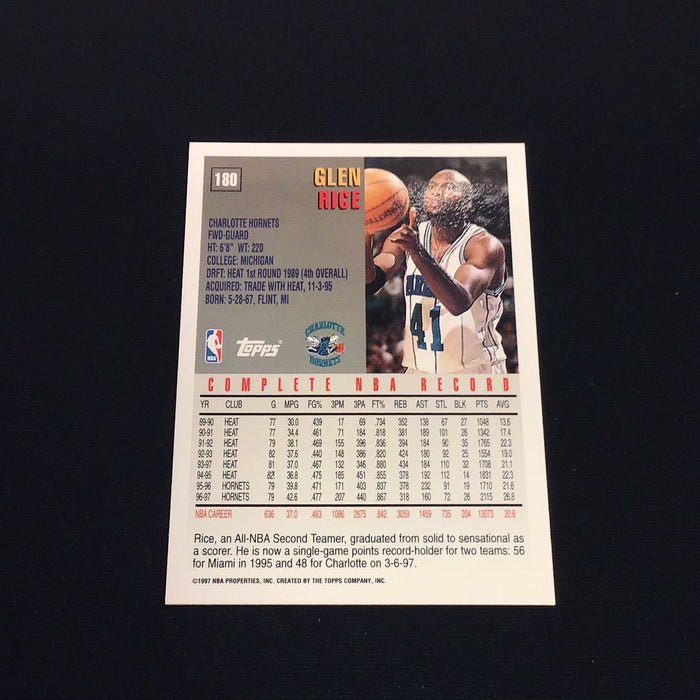 180
GLEN
RICE
CHARLOTTE HORNETS
FWD-GUARD
HT: 6'8" WT: 220
COLLEGE: MICHIGAN
DRFT: HEAT 1st ROUND 1989 (4th OVERALL)
ACQUIRED: TRADE WITH HEAT, 11-3-95
BORN: 5-28-67, FLINT, MI
SPALDING
41
NBA
Topps
CHARLOTTE
HORNETS
COMPLETE NBA RECORD
YR CLUB G MPG FG% 3PM 3PA FT% REB AST STL BLK PTS AVG
89-90 HEAT 77 30.0 .439 17 69 .734 352 138 67 27 1048 13.6
90-91 HEAT 77 34.4 .461 71 184 .818 381 189 101 26 1342 17.4
91-92 HEAT 79 38.1 .469 155 396 .836 394 184 90 35 1765 22.3
92-93 HEAT 82 37.6 .440 148 386 .820 424 180 92 25 1554 19.0
93-97 HEAT 81 37.0 .467 132 346 .880 434 184 110 32 1708 21.1
94-95 HEAT 82 36.8 .475 185 451 .855 378 192 112 14 1831 22.3
95-96 HORNETS 79 39.8 .471 171 403 .837 378 232 91 19 1710 21.6
96-97 HORNETS 79 42.6 .477 207 440 .867 318 160 72 26 2115 26.8
NBA CAREER 636 37.0 .463 1086 2675 .842 3059 1459 735 204 13073 20.6
Rice, an All-NBA Second Teamer, graduated from solid to sensational as
a scorer. He is now a single-game points record-holder for two teams: 56
for Miami in 1995 and 48 for Charlotte on 3-6-97.
©1997 NBA PROPERTIES, INC. CREATED BY THE TOPPS COMPANY, INC.